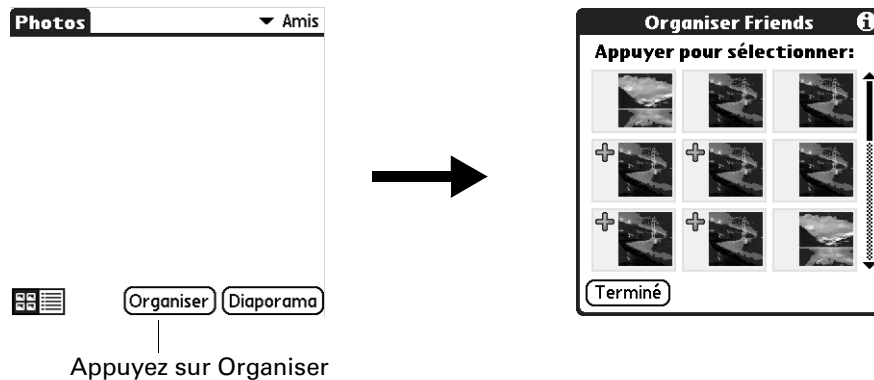 Photos
Amis
Organiser
Diaporama
Appuyez sur Organiser
Organiser Friends
i
Appuyer pour sélectionner:
Terminé